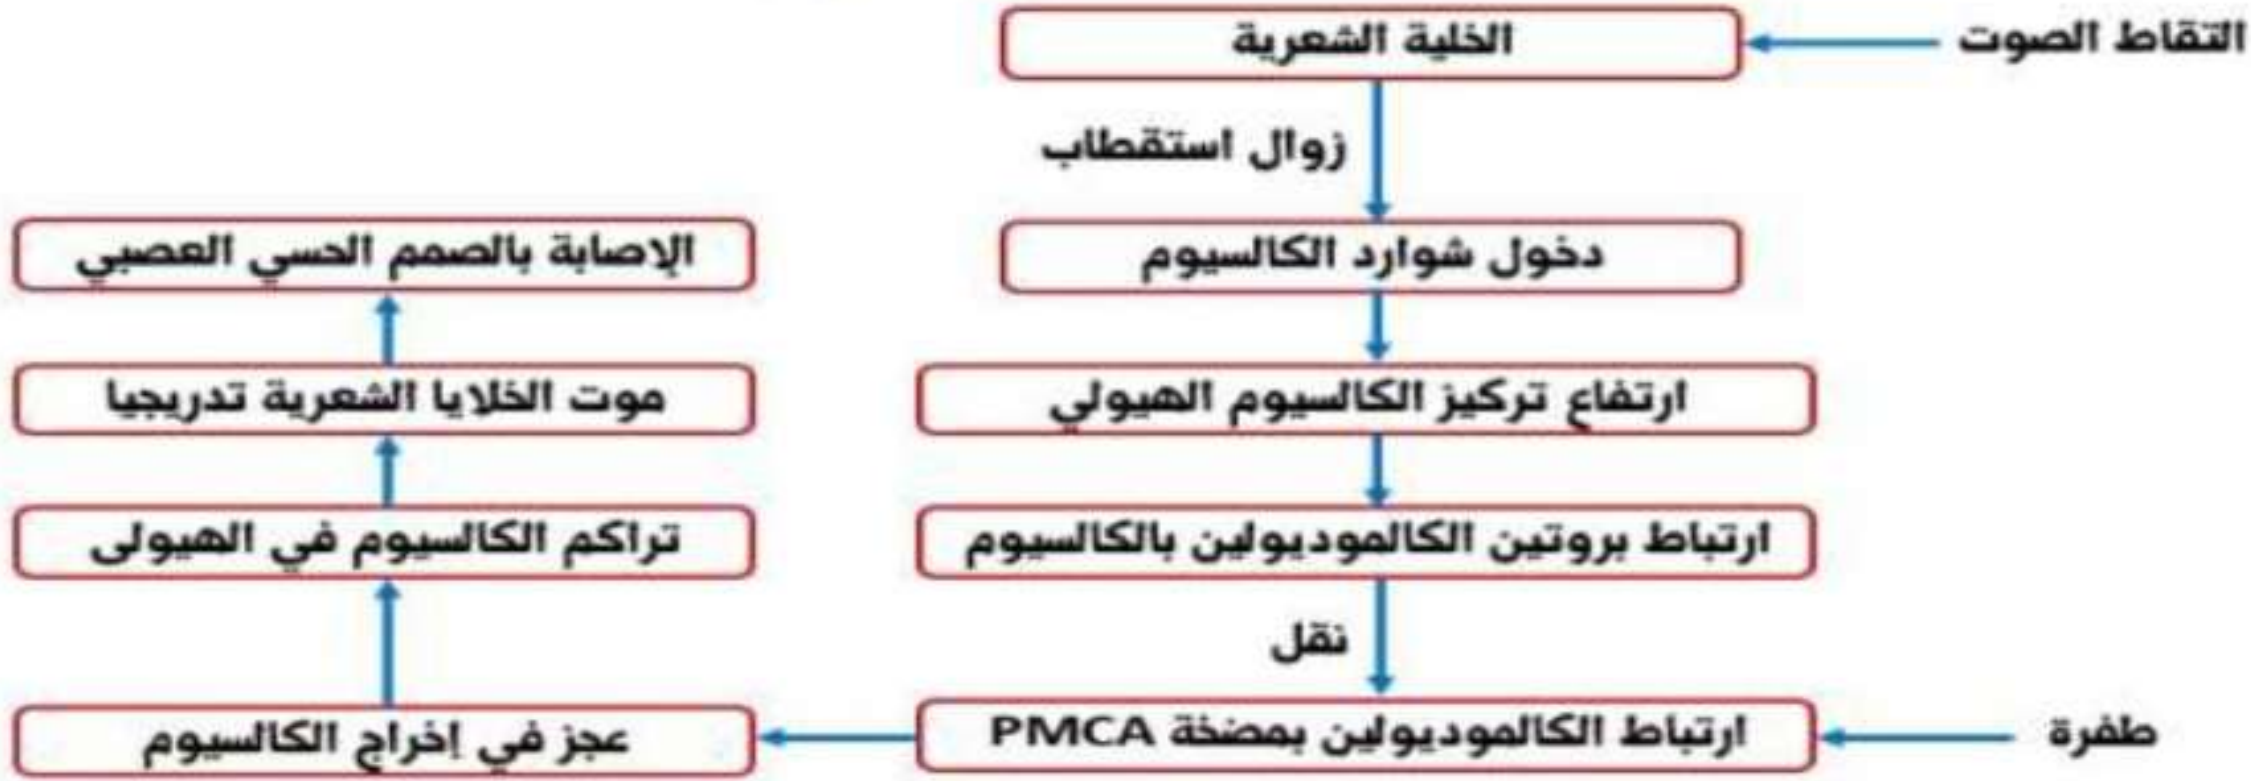 التقاط الصوت
الخلية الشعرية
زوال استقطاب
دخول شوارد الكالسيوم
ارتفاع تركيز الكالسيوم الهيولي
ارتباط بروتين الكالموديولين بالكالسيوم
نقل
طفرة
ارتباط الكالموديولين بمضخة PMCA
عجز في إخراج الكالسيوم
تراكم الكالسيوم في الهيولى
موت الخلايا الشعرية تدريجيا
الإصابة بالصمم الحسي العصبي